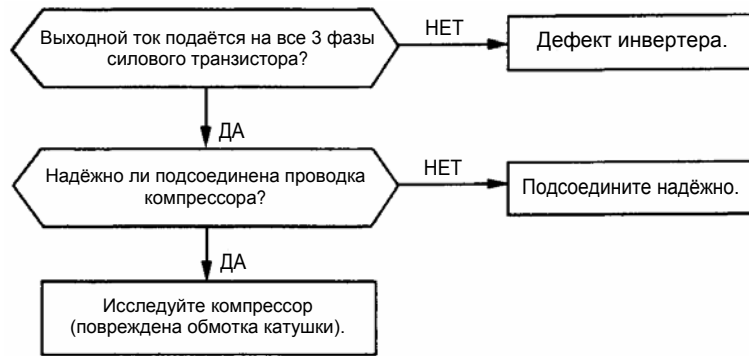 Выходной ток подаётся на все 3 фазы
силового транзистора?
НЕТ
Дефект инвертера.
ДА
Надёжно ли подсоединена проводка
компрессора?
НЕТ
Подсоедините надёжно.
ДА
Исследуйте компрессор
(повреждена обмотка катушки).